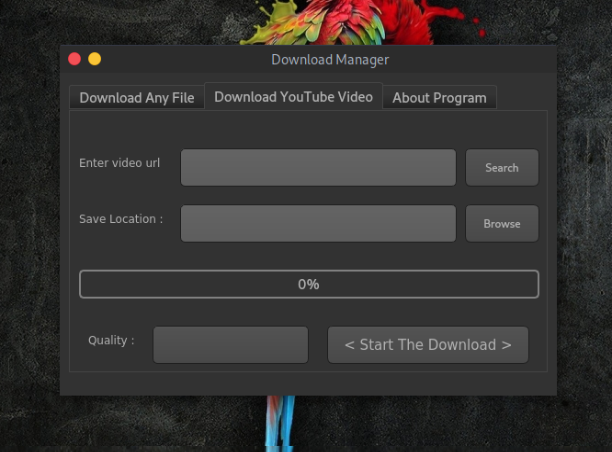 Download Manager
Download Any File
Download YouTube Video
About Program
Enter video url
Search
Save Location :
Browse
0%
Quality :
< Start The Download >